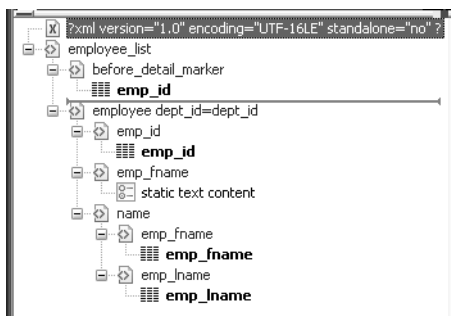 ?xml version="1.0" encoding="UTF-16LE" standalone="no" ?
employee_list
before_detail_marker
emp_id
employee dept_id=dept_id
emp_id
emp_id
emp_fname
static text content
name
emp_fname
emp_fname
emp_lname
emp_lname